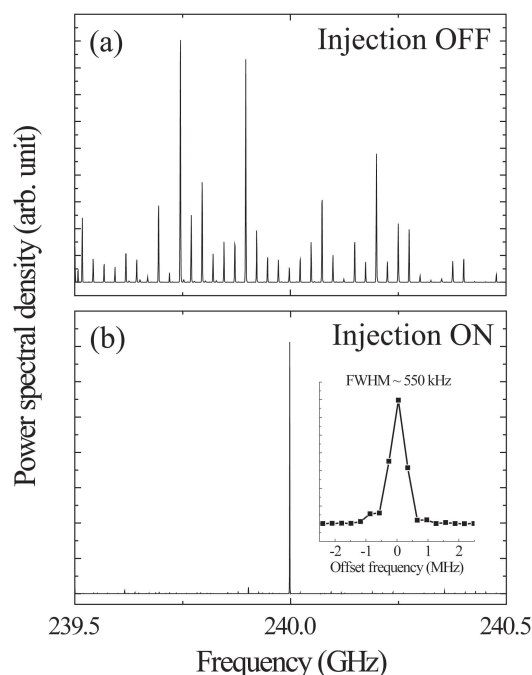 (a) Injection OFF
Power spectral density (arb. unit)
(b) Injection ON
FWHM ~ 550 kHz
-2 -1 0 1 2
Offset frequency (MHz)
239.5 240.0 240.5
Frequency (GHz)